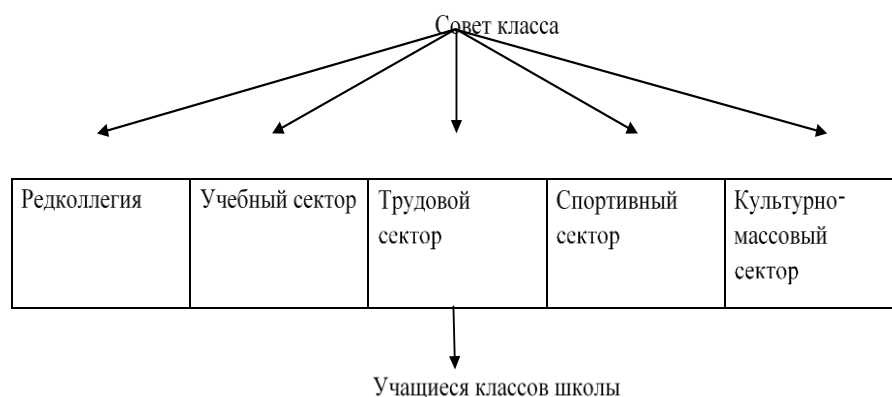 Совет класса
Редколлегия
Учебный сектор
Трудовой
сектор
Спортивный
сектор
Культурно-
массовый
сектор
Учащиеся классов школы